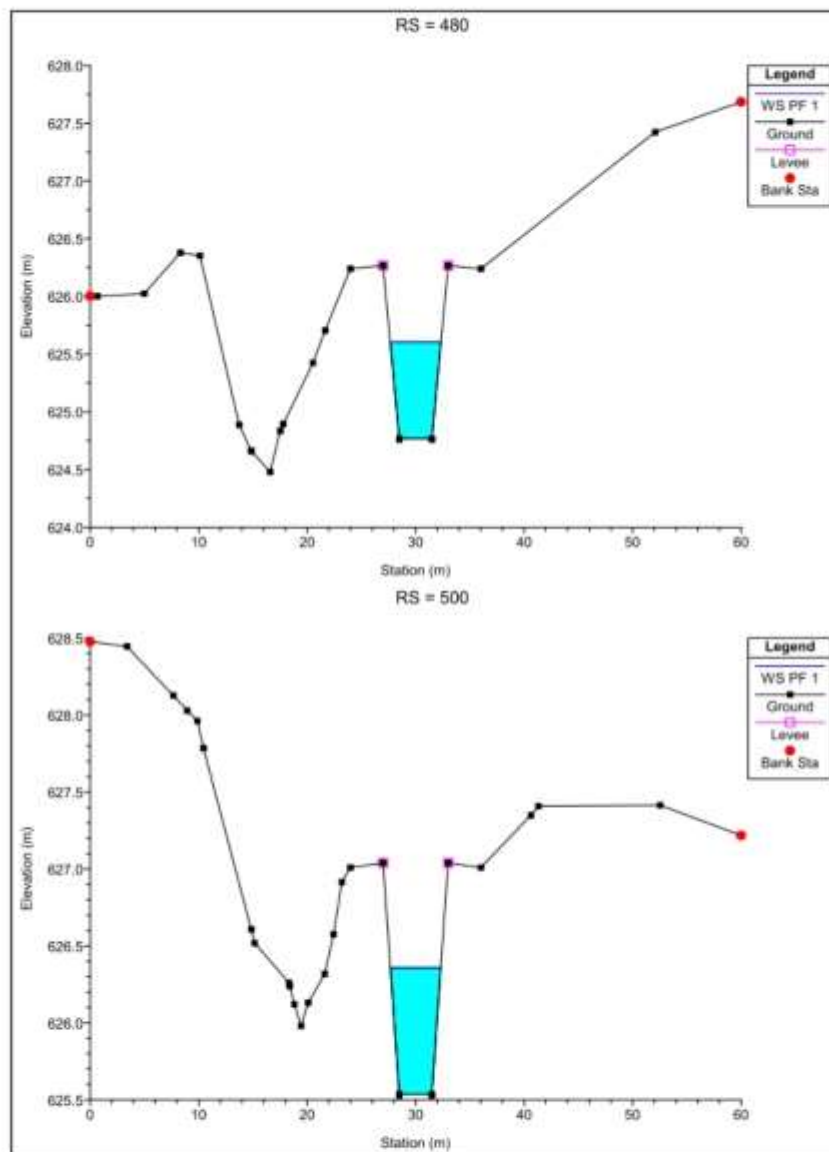 RS = 480
628.0
627.5
627.0
626.5
626.0
625.5
625.0
624.5
624.0
Elevation (m)
0 10 20 30 40 50 60
Station (m)
Legend
WS PF 1
Ground
Levee
Bank Sta
RS = 500
628.5
628.0
627.5
627.0
626.5
626.0
625.5
Elevation (m)
0 10 20 30 40 50 60
Station (m)
Legend
WS PF 1
Ground
Levee
Bank Sta